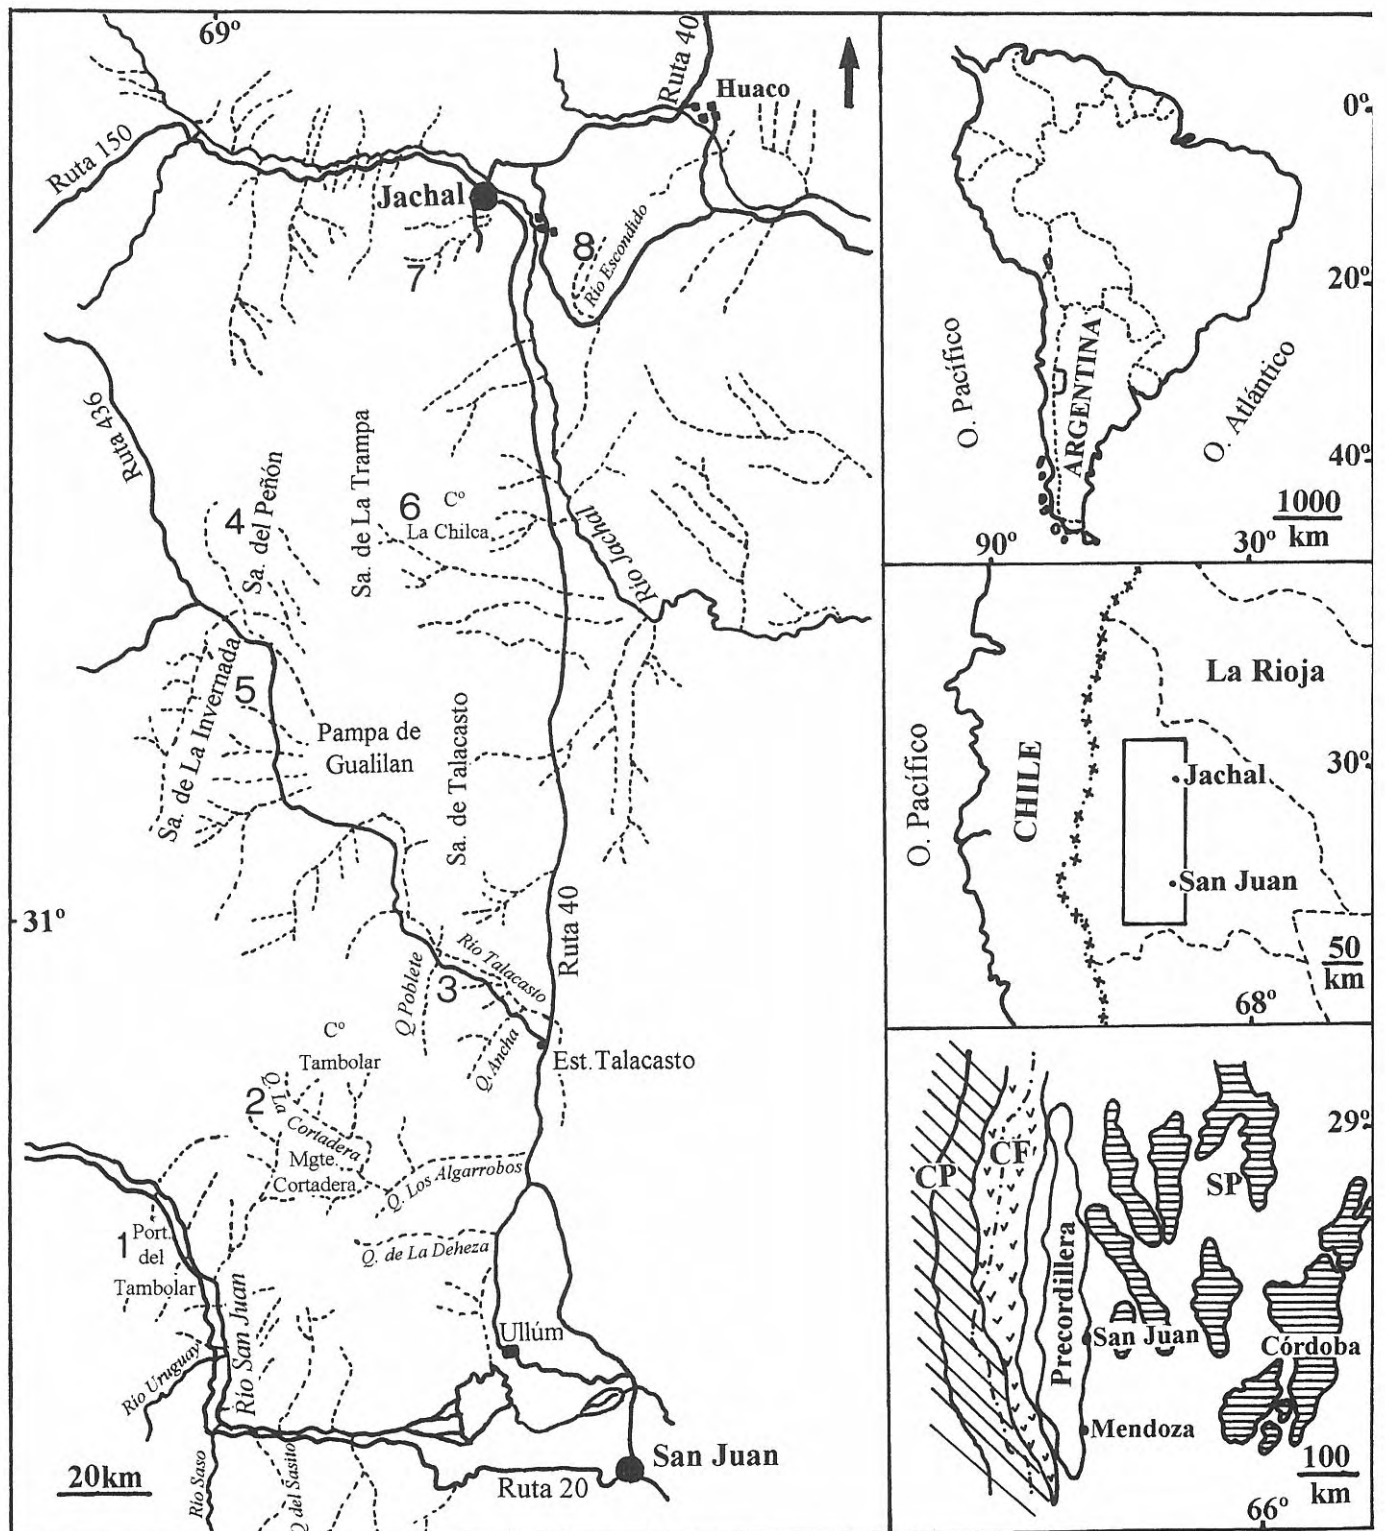 69º
Ruta 40
Huaco
Ruta 150
Jachal
8
Rio Escondido
7
Ruta 436
4
Sa. del Peñón
Sa. de La Trampa
6
Cº
La Chilca
Rio Jachal
Sa. de La Invernada
5
Pampa de
Gualilan
Sa. de Talacasto
31º
Ruta 40
Rio Talacasto
Q Poblete
3
Q. Ancha
Est. Talacasto
Cº
Tambolar
2
Q. La
Cortadera
Mgte.
Cortadera
Q. Los Algarrobos
1
Port.
del
Tambolar
Q. de La Deheza
Rio San Juan
Ullúm
Rio Uruguay
San Juan
20km
Rio Saso
Q del Sasito
Ruta 20
0º
20º
O. Pacífico
ARGENTINA
O. Atlántico
40º
1000
km
90º
30º
La Rioja
30º
Jachal
O. Pacífico
CHILE
San Juan
50
km
68º
29º
CP
CF
SP
Precordillera
San Juan
Córdoba
Mendoza
100
km
66º